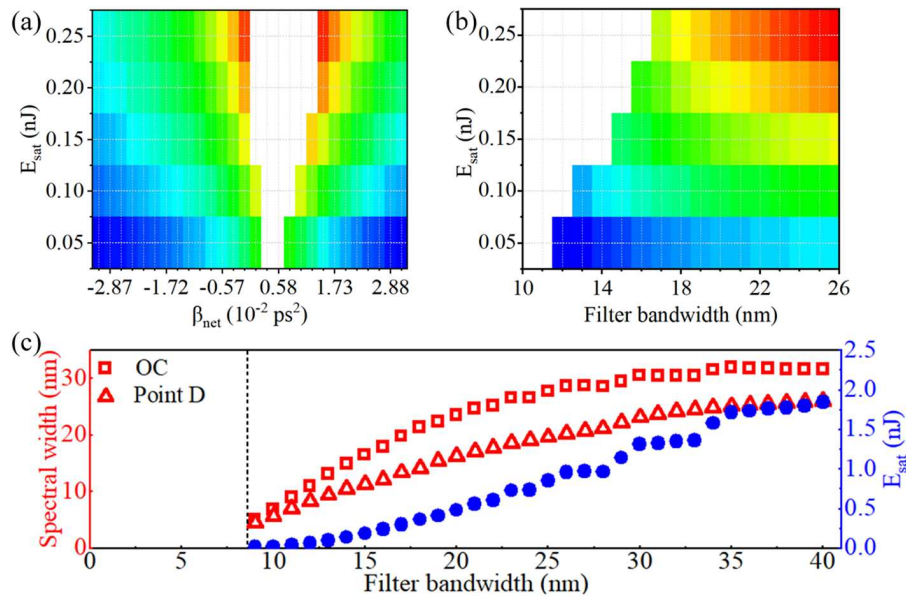 (a)
0.25
0.20
0.15
0.10
0.05
E_sat (nJ)
-2.87 -1.72 -0.57 0.58 1.73 2.88
β_net (10⁻² ps²)
(b)
0.25
0.20
0.15
0.10
0.05
E_sat (nJ)
10 14 18 22 26
Filter bandwidth (nm)
(c)
OC
Point D
30
20
10
0
Spectral width (nm)
2.5
2.0
1.5
1.0
0.5
0.0
E_sat (nJ)
0 5 10 15 20 25 30 35 40
Filter bandwidth (nm)